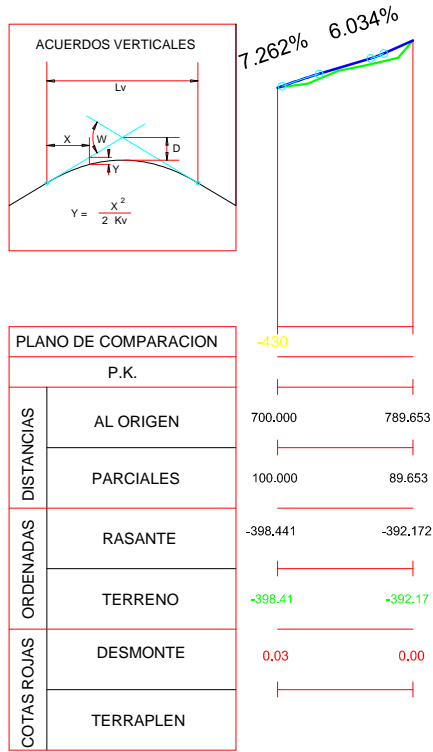 ACUERDOS VERTICALES
Lv
X
W
D
Y
Y = X 2
2 Kv
7.262%
6.034%
PLANO DE COMPARACION -430
P.K.
DISTANCIAS
AL ORIGEN 700.000 789.653
PARCIALES 100.000 89.653
ORDENADAS
RASANTE -398.441 -392.172
TERRENO -398.41 -392.17
COTAS ROJAS
DESMONTE 0.03 0.00
TERRAPLEN